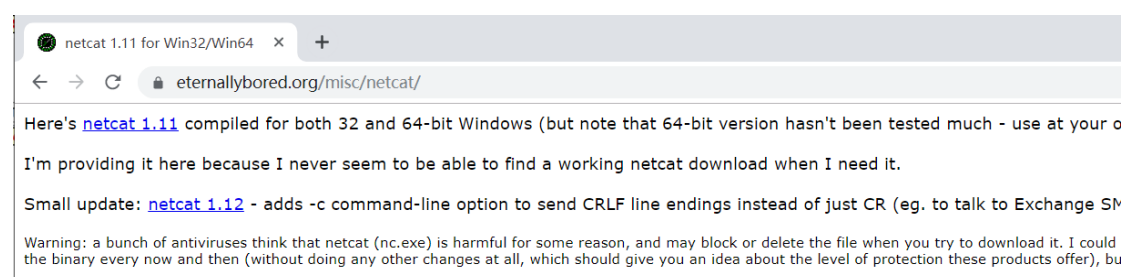 netcat 1.11 for Win32/Win64
eternallybored.org/misc/netcat/
Here's netcat 1.11 compiled for both 32 and 64-bit Windows (but note that 64-bit version hasn't been tested much - use at your o
I'm providing it here because I never seem to be able to find a working netcat download when I need it.
Small update: netcat 1.12 - adds -c command-line option to send CRLF line endings instead of just CR (eg. to talk to Exchange SM
Warning: a bunch of antiviruses think that netcat (nc.exe) is harmful for some reason, and may block or delete the file when you try to download it. I could
the binary every now and then (without doing any other changes at all, which should give you an idea about the level of protection these products offer), bu